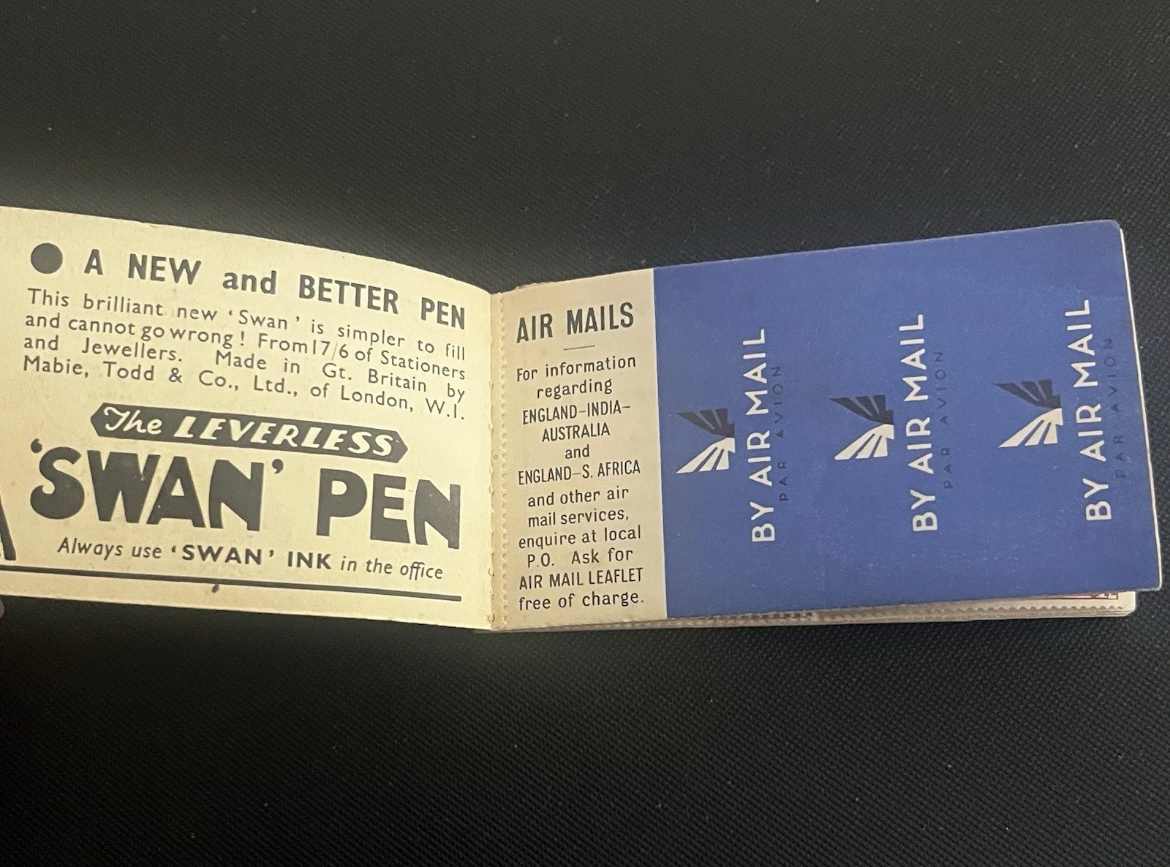 ● A NEW and BETTER PEN
This brilliant new 'Swan' is simpler to fill
and cannot go wrong! From 17/6 of Stationers
and Jewellers. Made in Gt. Britain by
Mabie, Todd & Co., Ltd., of London, W.1.
The LEVERLESS
'SWAN' PEN
Always use 'SWAN' INK in the office
AIR MAILS
For information
regarding
ENGLAND–INDIA–
AUSTRALIA
and
ENGLAND–S. AFRICA
and other air
mail services,
enquire at local
P.O. Ask for
AIR MAIL LEAFLET
free of charge.
BY AIR MAIL
PAR AVION
BY AIR MAIL
PAR AVION
BY AIR MAIL
PAR AVION